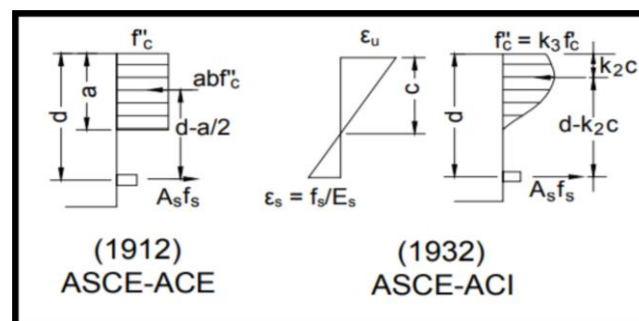 f"c
d
a
abf"c
d-a/2
Asfs
(1912)
ASCE-ACE
εu
c
εs = fs/Es
f"c = k3f'c
k2c
d
d-k2c
Asfs
(1932)
ASCE-ACI